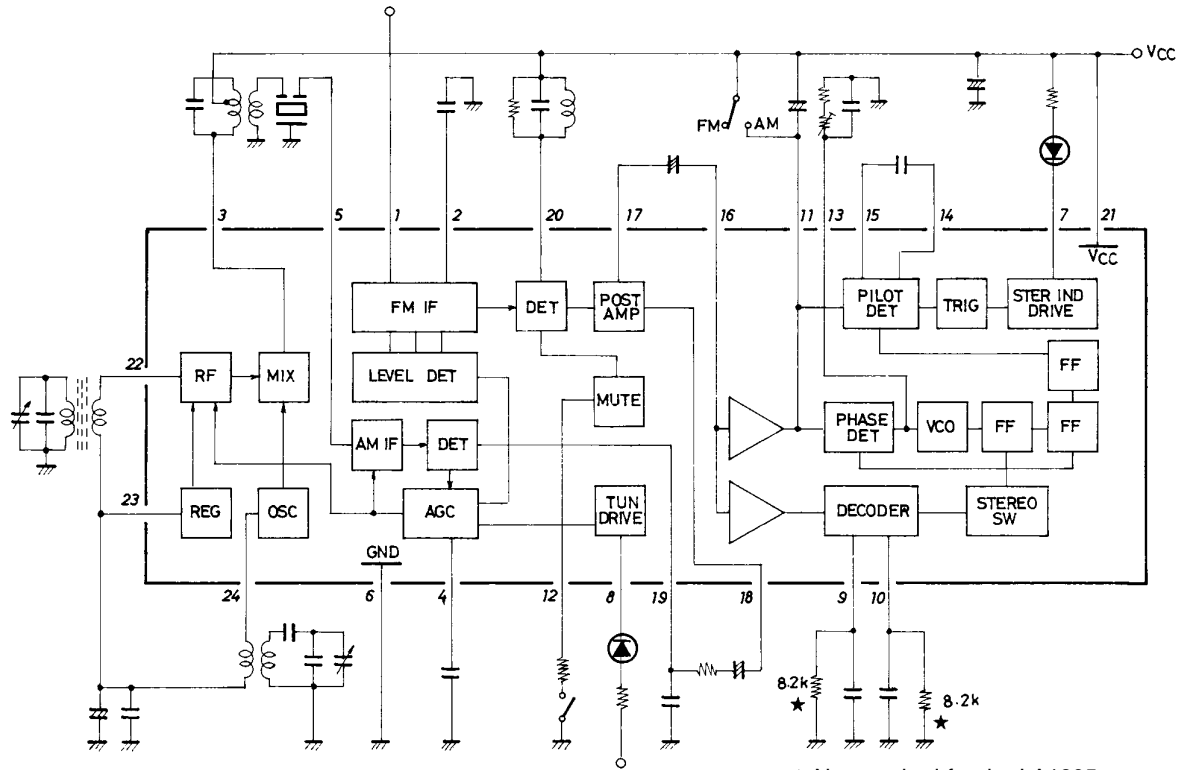 VCC
FM AM
3 5 1 2 20 17 16 11 13 15 14 7 21
VCC
FM IF
DET
POST
AMP
PILOT
DET
TRIG
STER IND
DRIVE
22
RF
MIX
LEVEL DET
MUTE
FF
AM IF
DET
PHASE
DET
VCO
FF
FF
23
REG
OSC
AGC
TUN
DRIVE
DECODER
STEREO
SW
GND
24 6 4 12 8 19 18 9 10
8.2k
★
8.2k
★